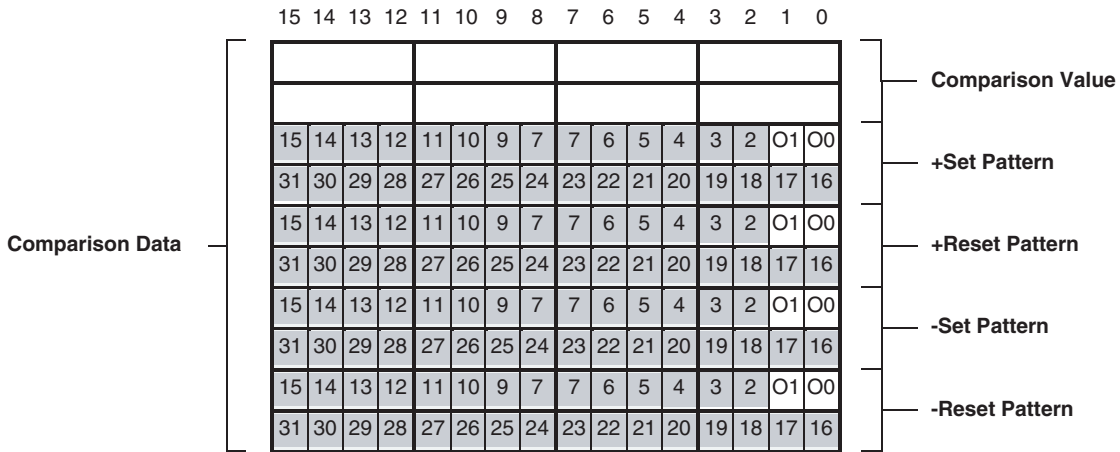 15 14 13 12 11 10 9 8 7 6 5 4 3 2 1 0
Comparison Value
15 14 13 12 11 10 9 7 7 6 5 4 3 2 O1 O0
+Set Pattern
31 30 29 28 27 26 25 24 23 22 21 20 19 18 17 16
15 14 13 12 11 10 9 7 7 6 5 4 3 2 O1 O0
Comparison Data
+Reset Pattern
31 30 29 28 27 26 25 24 23 22 21 20 19 18 17 16
15 14 13 12 11 10 9 7 7 6 5 4 3 2 O1 O0
-Set Pattern
31 30 29 28 27 26 25 24 23 22 21 20 19 18 17 16
15 14 13 12 11 10 9 7 7 6 5 4 3 2 O1 O0
-Reset Pattern
31 30 29 28 27 26 25 24 23 22 21 20 19 18 17 16